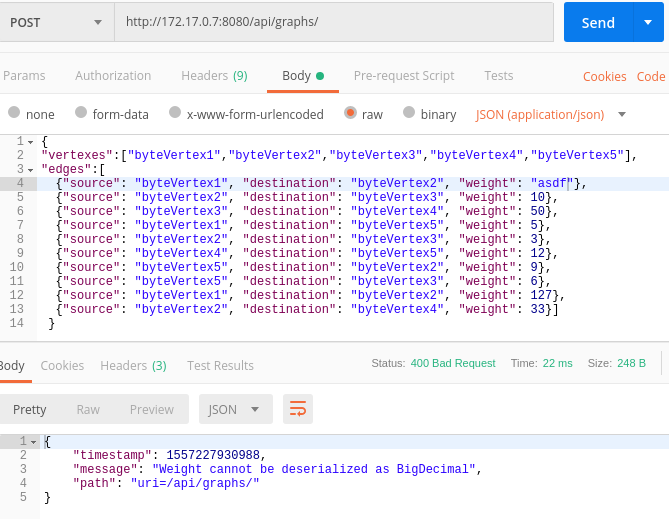 POST http://172.17.0.7:8080/api/graphs/ Send
Params Authorization Headers (9) Body Pre-request Script Tests Cookies Code
none form-data x-www-form-urlencoded raw binary JSON (application/json)
1 {
2 "vertexes":["byteVertex1","byteVertex2","byteVertex3","byteVertex4","byteVertex5"],
3 "edges":[
4 {"source": "byteVertex1", "destination": "byteVertex2", "weight": "asdf"},
5 {"source": "byteVertex2", "destination": "byteVertex3", "weight": 10},
6 {"source": "byteVertex3", "destination": "byteVertex4", "weight": 50},
7 {"source": "byteVertex1", "destination": "byteVertex5", "weight": 5},
8 {"source": "byteVertex2", "destination": "byteVertex3", "weight": 3},
9 {"source": "byteVertex4", "destination": "byteVertex5", "weight": 12},
10 {"source": "byteVertex5", "destination": "byteVertex2", "weight": 9},
11 {"source": "byteVertex5", "destination": "byteVertex3", "weight": 6},
12 {"source": "byteVertex1", "destination": "byteVertex2", "weight": 127},
13 {"source": "byteVertex2", "destination": "byteVertex4", "weight": 33}]
14 }
Body Cookies Headers (3) Test Results Status: 400 Bad Request Time: 22 ms Size: 248 B
Pretty Raw Preview JSON
1 {
2 "timestamp": 1557227930988,
3 "message": "Weight cannot be deserialized as BigDecimal",
4 "path": "uri=/api/graphs/"
5 }